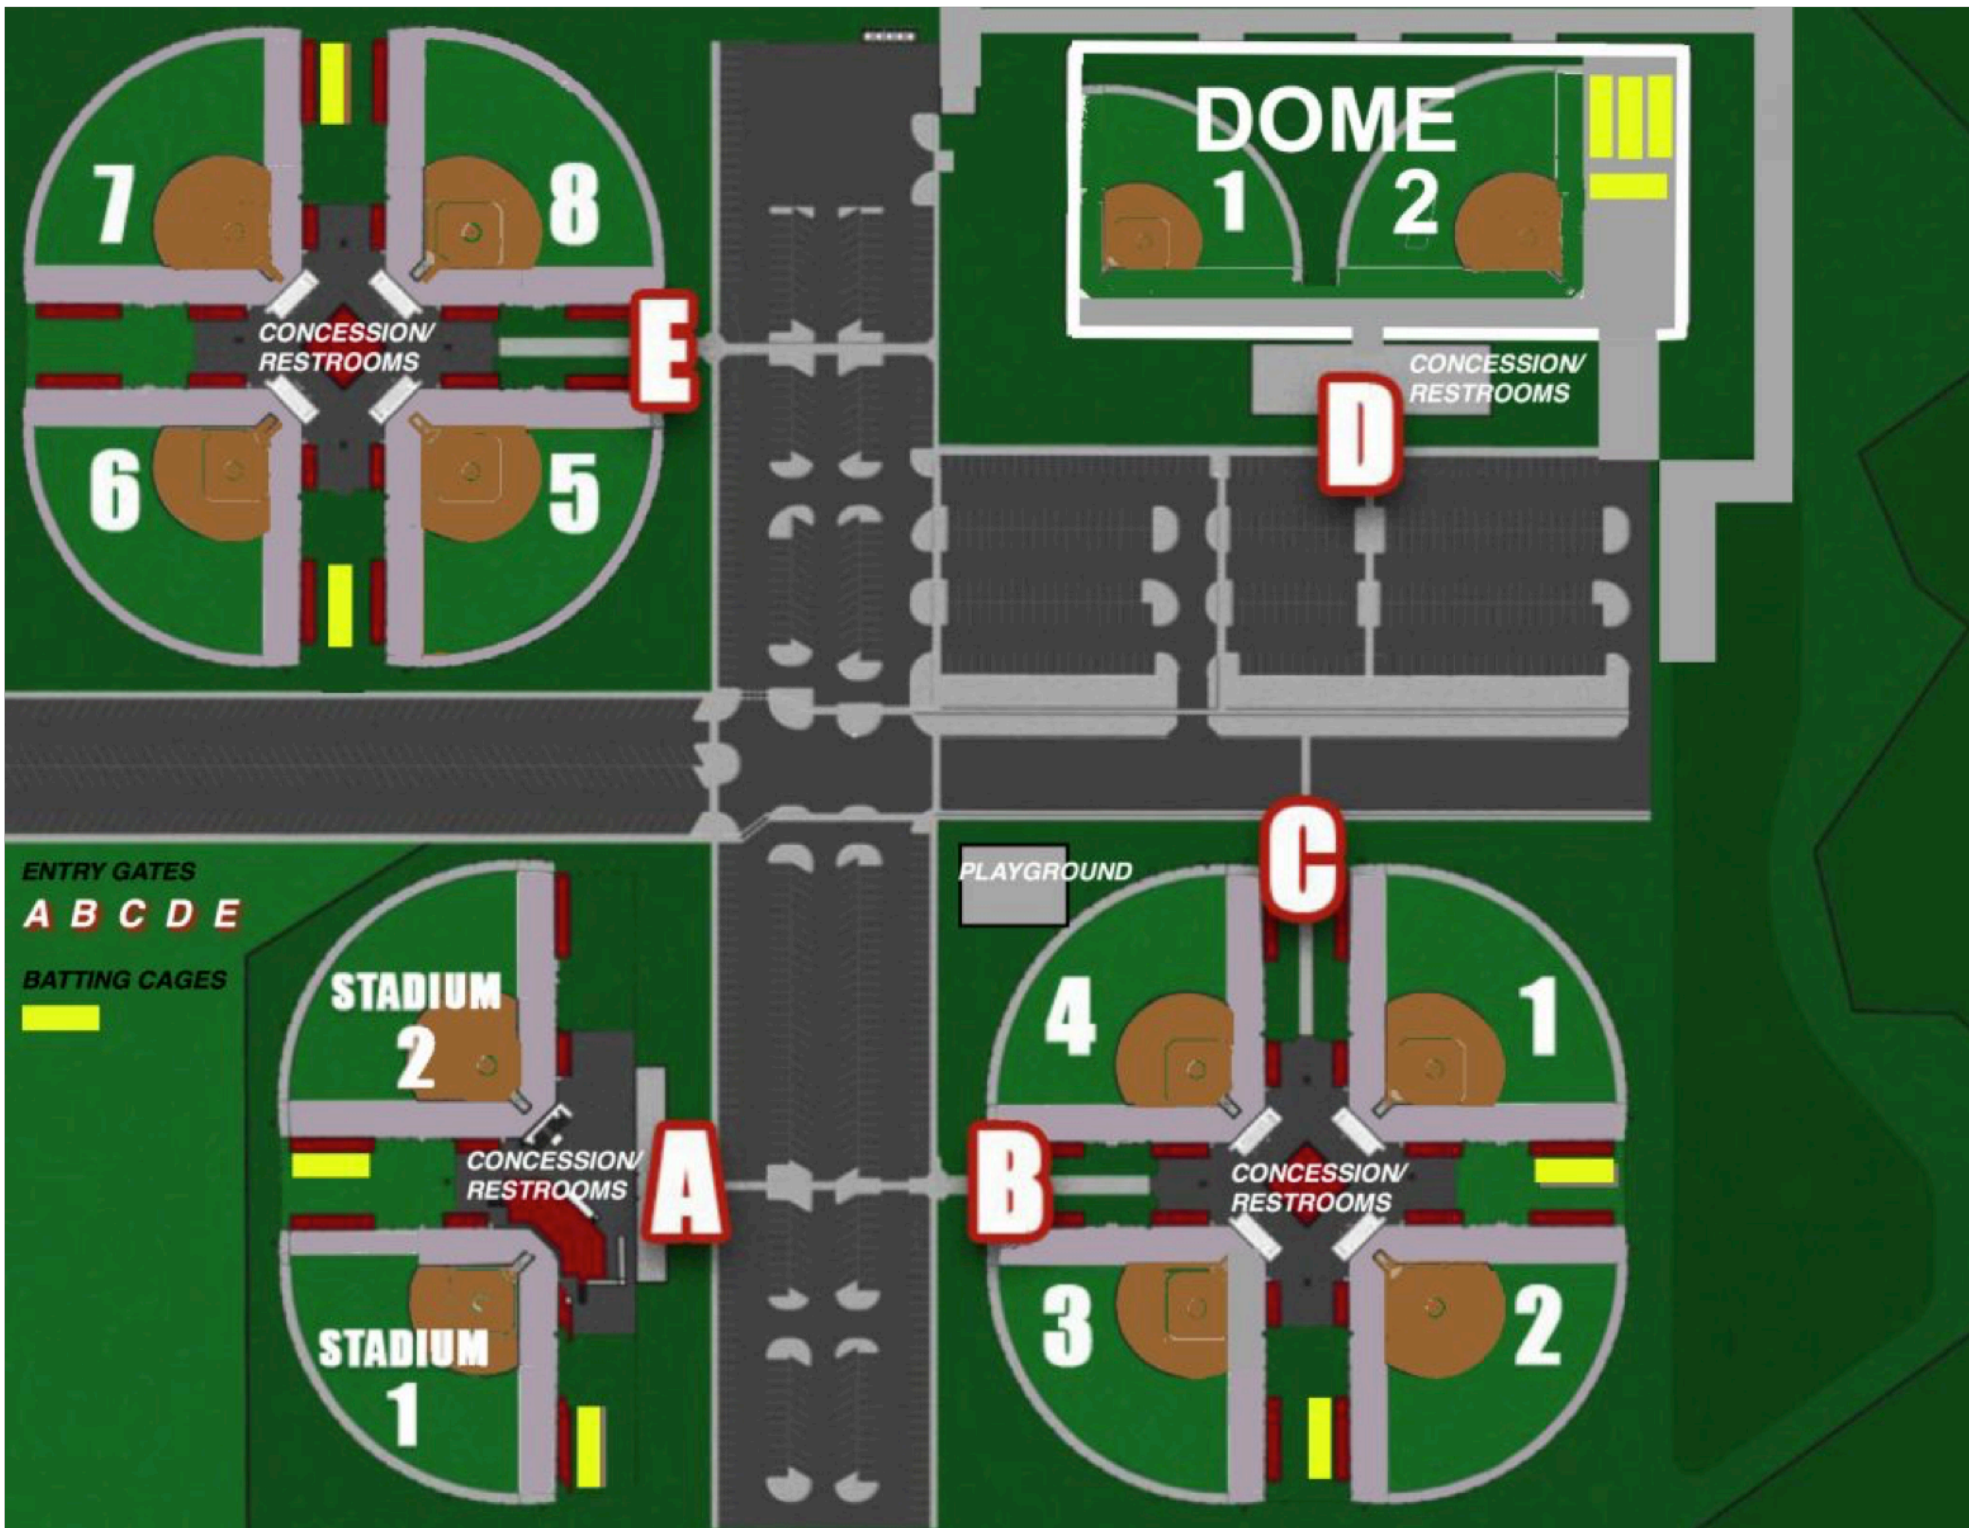 7
8
CONCESSION/
RESTROOMS
E
6
5
DOME
1
2
CONCESSION/
RESTROOMS
D
ENTRY GATES
A B C D E
BATTING CAGES
STADIUM
2
CONCESSION/
RESTROOMS
A
STADIUM
1
PLAYGROUND
C
4
1
B
CONCESSION/
RESTROOMS
3
2